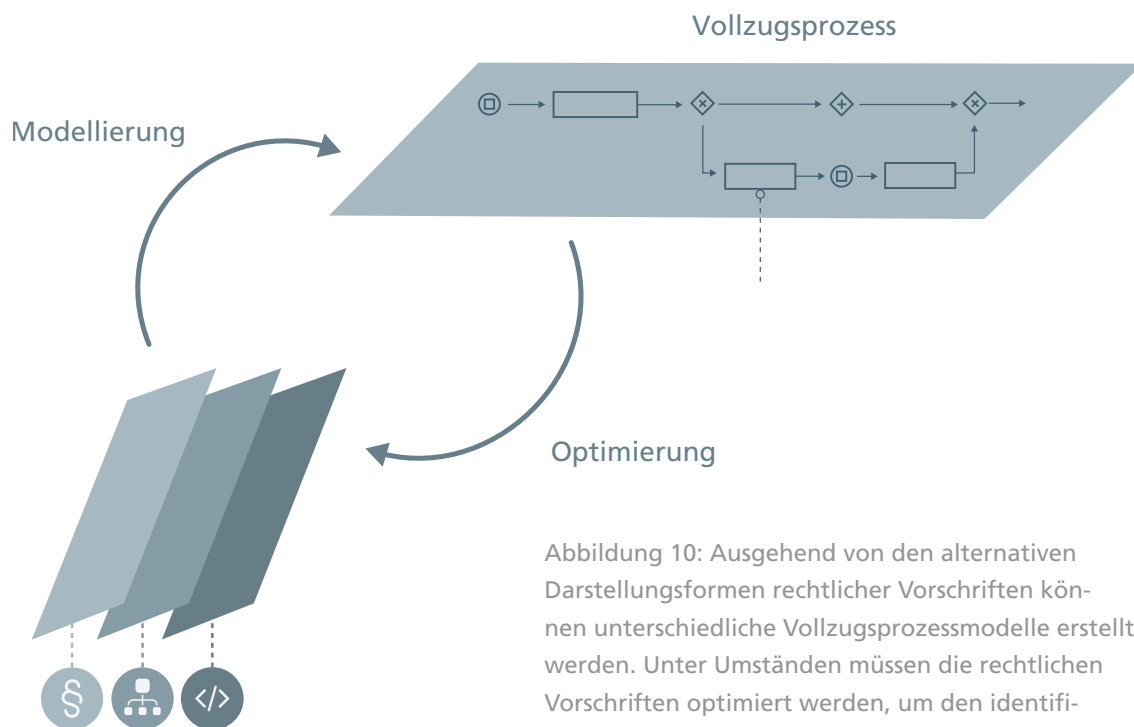 Vollzugsprozess
Modellierung
Optimierung
Abbildung 10: Ausgehend von den alternativen
Darstellungsformen rechtlicher Vorschriften kön-
nen unterschiedliche Vollzugsprozessmodelle erstellt
werden. Unter Umständen müssen die rechtlichen
Vorschriften optimiert werden, um den identifi-
§
</>